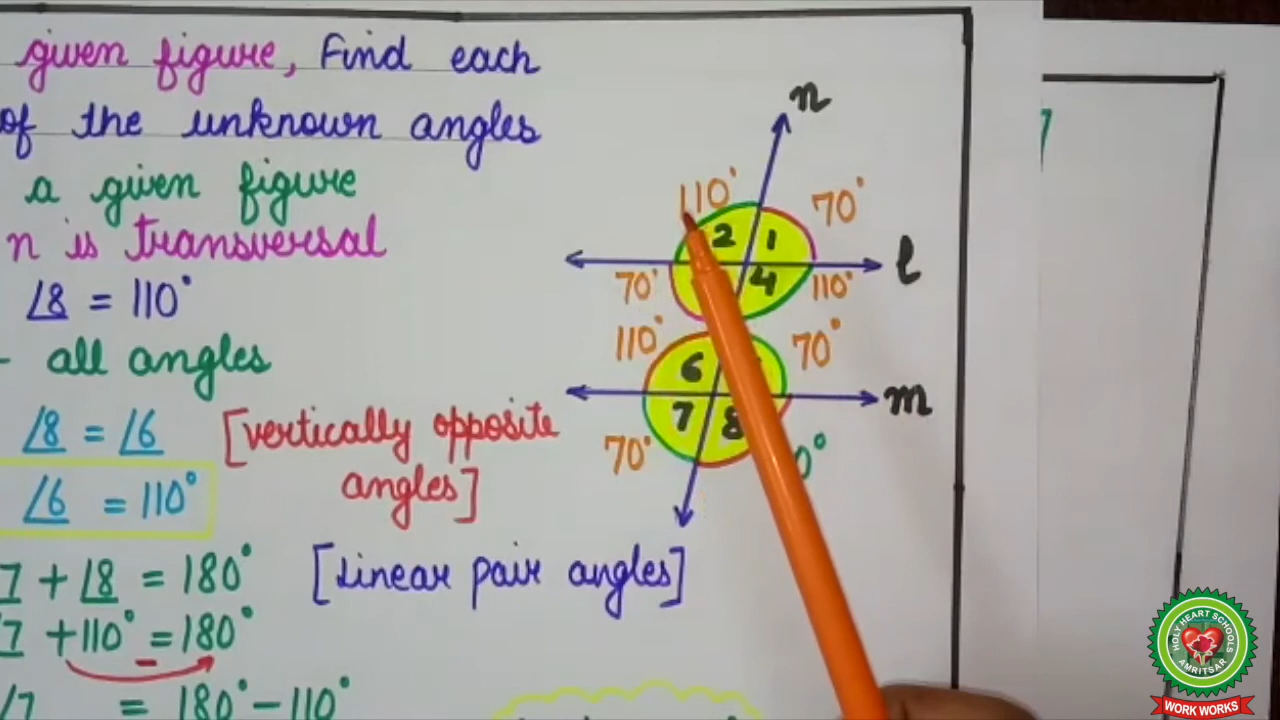 given figure, Find each
of the unknown angles
a given figure
n is transversal
∠8 = 110°
- all angles
∠8 = ∠6 [vertically opposite
angles]
∠6 = 110°
7 + ∠8 = 180° [Linear pair angles]
7 + 110° = 180°
-
∠7 = 180° - 110°
n
110° 70°
2 1
l
70° 4 110°
110° 70°
6
m
7 8
70° 0°
HOLY HEART SCHOOLS
AMRITSAR
WORK WORKS